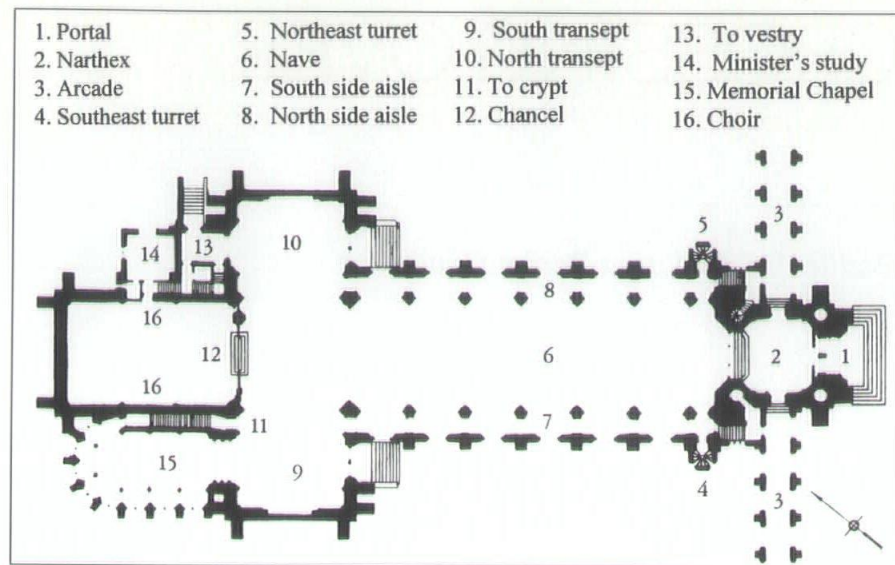 1. Portal
2. Narthex
3. Arcade
4. Southeast turret
5. Northeast turret
6. Nave
7. South side aisle
8. North side aisle
9. South transept
10. North transept
11. To crypt
12. Chancel
13. To vestry
14. Minister's study
15. Memorial Chapel
16. Choir
3
5
10
13
14
8
16
12
6
2
1
16
11
7
15
9
4
3